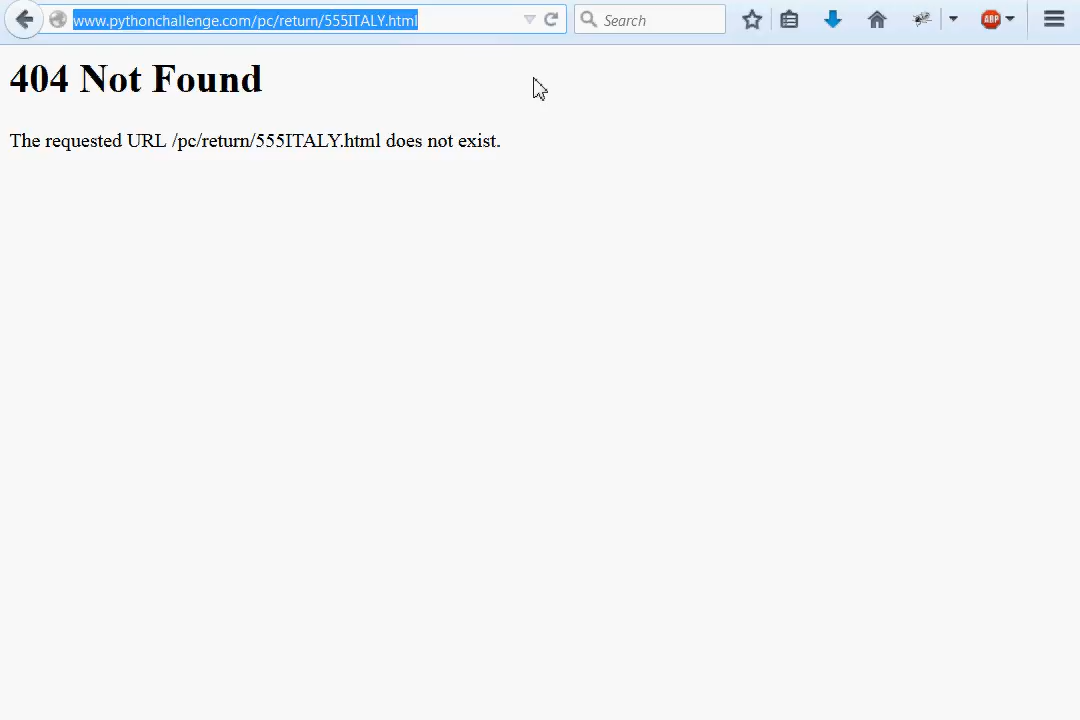 www.pythonchallenge.com/pc/return/555ITALY.html
Search
ABP
404 Not Found
The requested URL /pc/return/555ITALY.html does not exist.